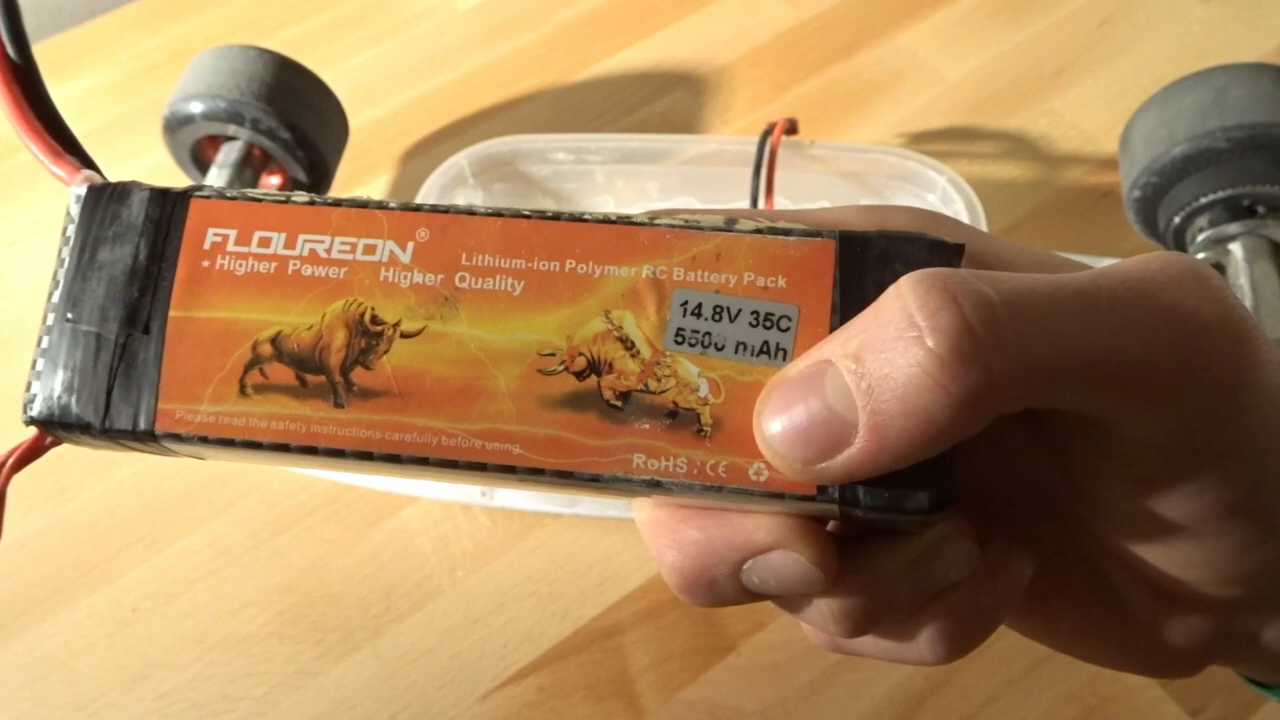 FLOUREON®
★Higher Power Higher Quality
Lithium-ion Polymer RC Battery Pack
14.8V 35C
5500 mAh
Please read the safety instructions carefully before using.
RoHS. CE